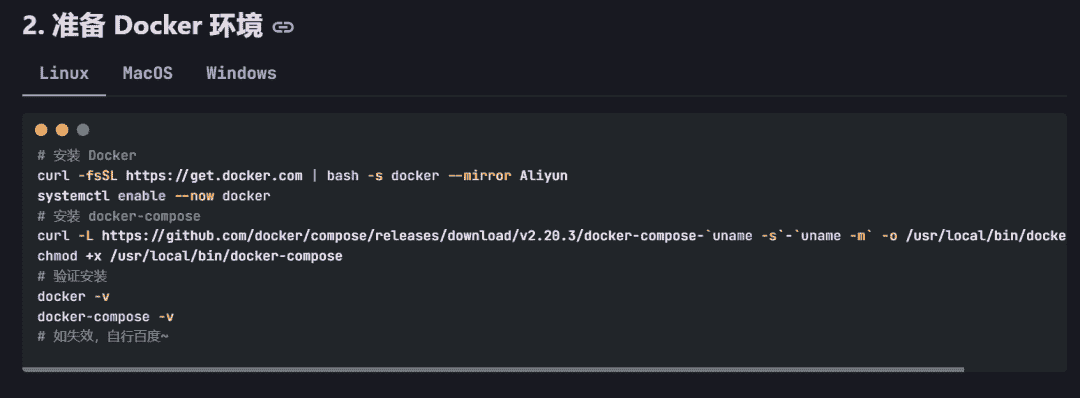 2. 准备 Docker 环境
Linux MacOS Windows
# 安装 Docker
curl -fsSL https://get.docker.com | bash -s docker --mirror Aliyun
systemctl enable --now docker
# 安装 docker-compose
curl -L https://github.com/docker/compose/releases/download/v2.20.3/docker-compose-`uname -s`-`uname -m` -o /usr/local/bin/docke
chmod +x /usr/local/bin/docker-compose
# 验证安装
docker -v
docker-compose -v
# 如失效，自行百度~